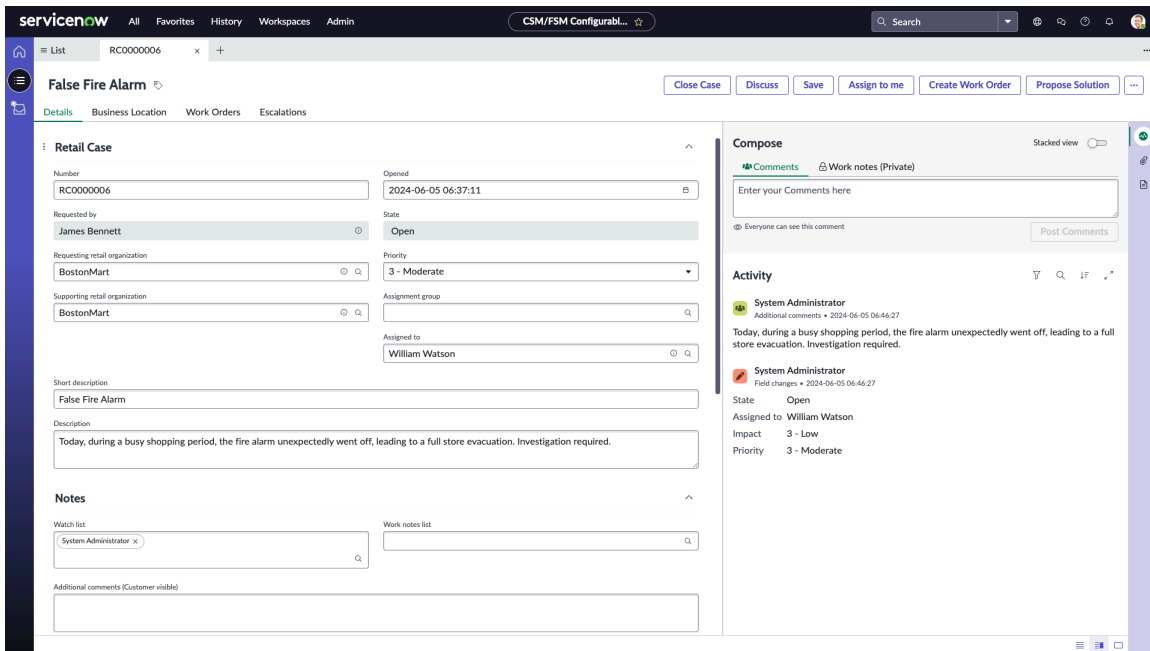 servicenow All Favorites History Workspaces Admin CSM/FSM Configurabl... Search
List RC0000006 × +
False Fire Alarm Close Case Discuss Save Assign to me Create Work Order Propose Solution ...
Details Business Location Work Orders Escalations
Retail Case
Number
RC0000006
Opened
2024-06-05 06:37:11
Requested by
James Bennett
State
Open
Requesting retail organization
BostonMart
Priority
3 - Moderate
Supporting retail organization
BostonMart
Assignment group
Assigned to
William Watson
Short description
False Fire Alarm
Description
Today, during a busy shopping period, the fire alarm unexpectedly went off, leading to a full store evacuation. Investigation required.
Notes
Watch list
System Administrator ×
Work notes list
Additional comments (Customer visible)
Compose Stacked view
Comments Work notes (Private)
Enter your Comments here
Everyone can see this comment Post Comments
Activity
System Administrator
Additional comments • 2024-06-05 06:46:27
Today, during a busy shopping period, the fire alarm unexpectedly went off, leading to a full
store evacuation. Investigation required.
System Administrator
Field changes • 2024-06-05 06:46:27
State Open
Assigned to William Watson
Impact 3 - Low
Priority 3 - Moderate